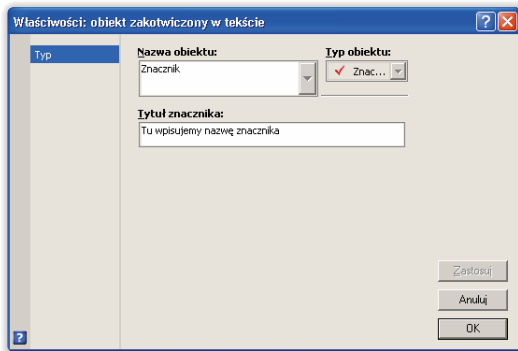 Właściwości: obiekt zakotwiczony w tekście
Typ
Nazwa obiektu:
Typ obiektu:
Znacznik
Znac...
Tytuł znacznika:
Tu wpisujemy nazwę znacznika
Zastosuj
Anuluj
OK